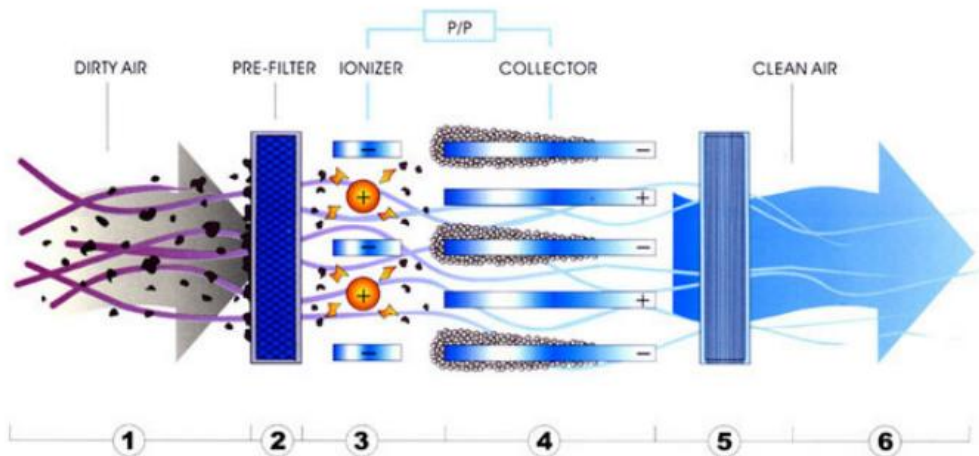 P/P
DIRTY AIR PRE-FILTER IONIZER COLLECTOR CLEAN AIR
− −
+ +
− −
+ +
− −
1 2 3 4 5 6